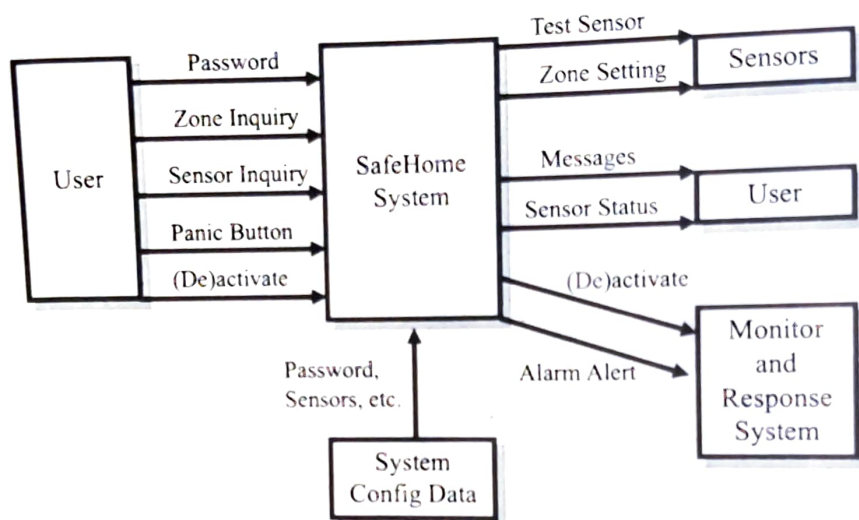 User
Password
Zone Inquiry
Sensor Inquiry
Panic Button
(De)activate
SafeHome
System
Test Sensor
Zone Setting
Messages
Sensor Status
(De)activate
Alarm Alert
Sensors
User
Monitor
and
Response
System
Password,
Sensors, etc.
System
Config Data